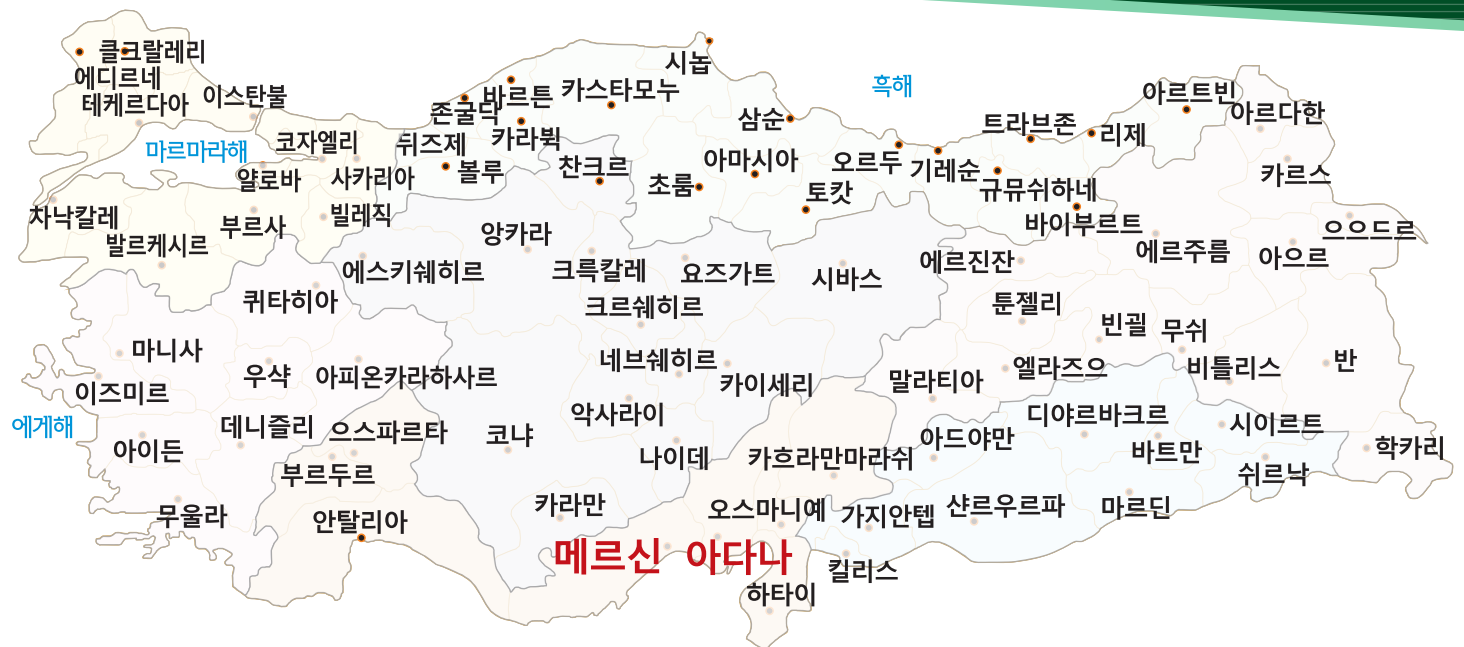 클크랄레리
에디르네
테케르다아
이스탄불
마르마라해
코자엘리
얄로바
사카리아
차낙칼레
발르케시르
부르사
빌레직
존굴닥
바르튼
카스타모누
시놉
흑해
뒤즈제
카라뷕
볼루
찬크르
삼순
아마시아
초룸
토캇
오르두
기레순
트라브존
리제
아르트빈
아르다한
규뮤쉬하네
바이부르트
카르스
으으드르
에르주름
아으르
앙카라
에스키쉐히르
크륵칼레
요즈가트
시바스
에르진잔
퀴타히아
크르쉐히르
툰젤리
빈굍
무쉬
마니사
우샥
아피온카라하사르
네브쉐히르
카이세리
말라티아
엘라즈으
비틀리스
반
이즈미르
에게해
데니즐리
으스파르타
코냐
악사라이
디야르바크르
시이르트
아이든
부르두르
나이데
카흐라만마라쉬
아드야만
바트만
학카리
쉬르낙
무울라
안탈리아
카라만
오스마니예
가지안텝
샨르우르파
마르딘
메르신 아다나
킬리스
하타이